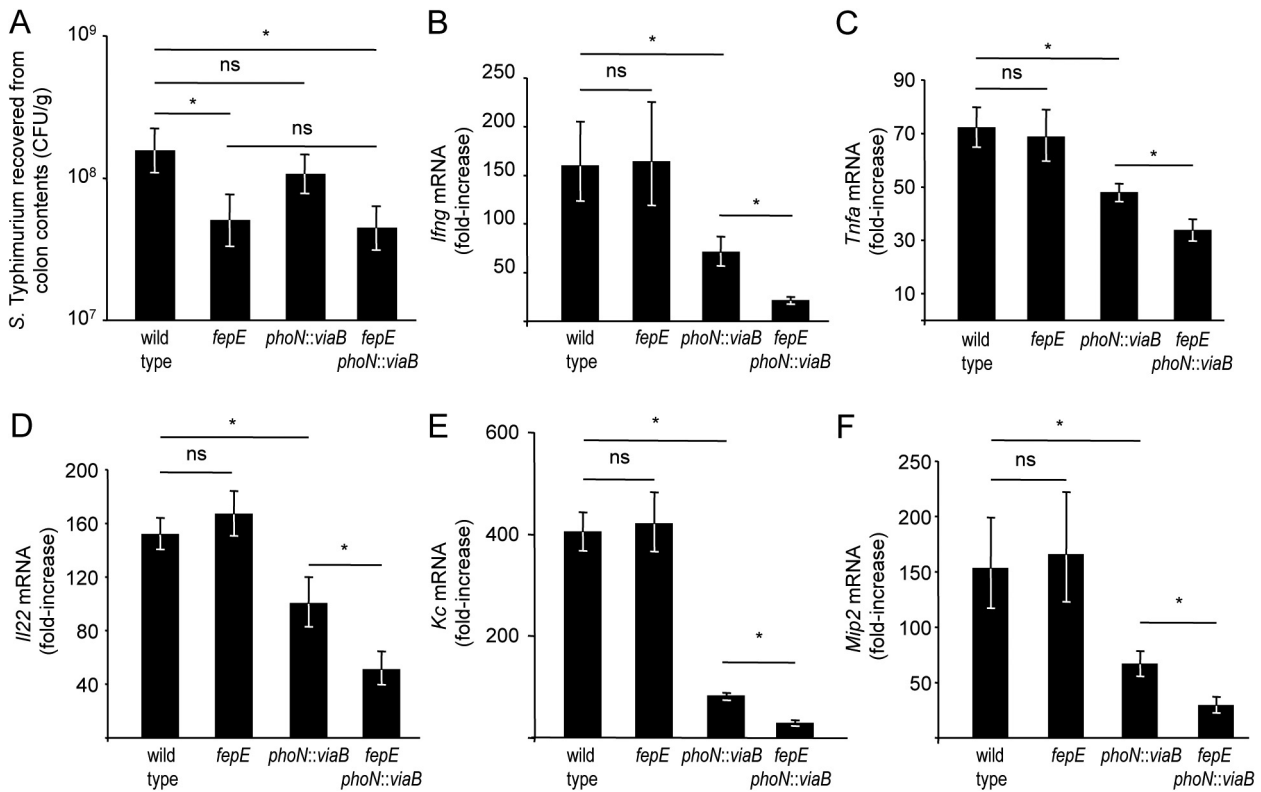 A
S. Typhimurium recovered from
colon contents (CFU/g)
10⁹
10⁸
10⁷
*
ns
*
ns
wild
type
fepE
phoN::viaB
fepE
phoN::viaB
B
Ifng mRNA
(fold-increase)
250
200
150
100
50
*
ns
*
wild
type
fepE
phoN::viaB
fepE
phoN::viaB
C
Tnfa mRNA
(fold-increase)
90
70
50
30
10
*
ns
*
wild
type
fepE
phoN::viaB
fepE
phoN::viaB
D
Il22 mRNA
(fold-increase)
200
160
120
80
40
*
ns
*
wild
type
fepE
phoN::viaB
fepE
phoN::viaB
E
Kc mRNA
(fold-increase)
600
400
200
*
ns
*
wild
type
fepE
phoN::viaB
fepE
phoN::viaB
F
Mip2 mRNA
(fold-increase)
250
200
150
100
50
*
ns
*
wild
type
fepE
phoN::viaB
fepE
phoN::viaB